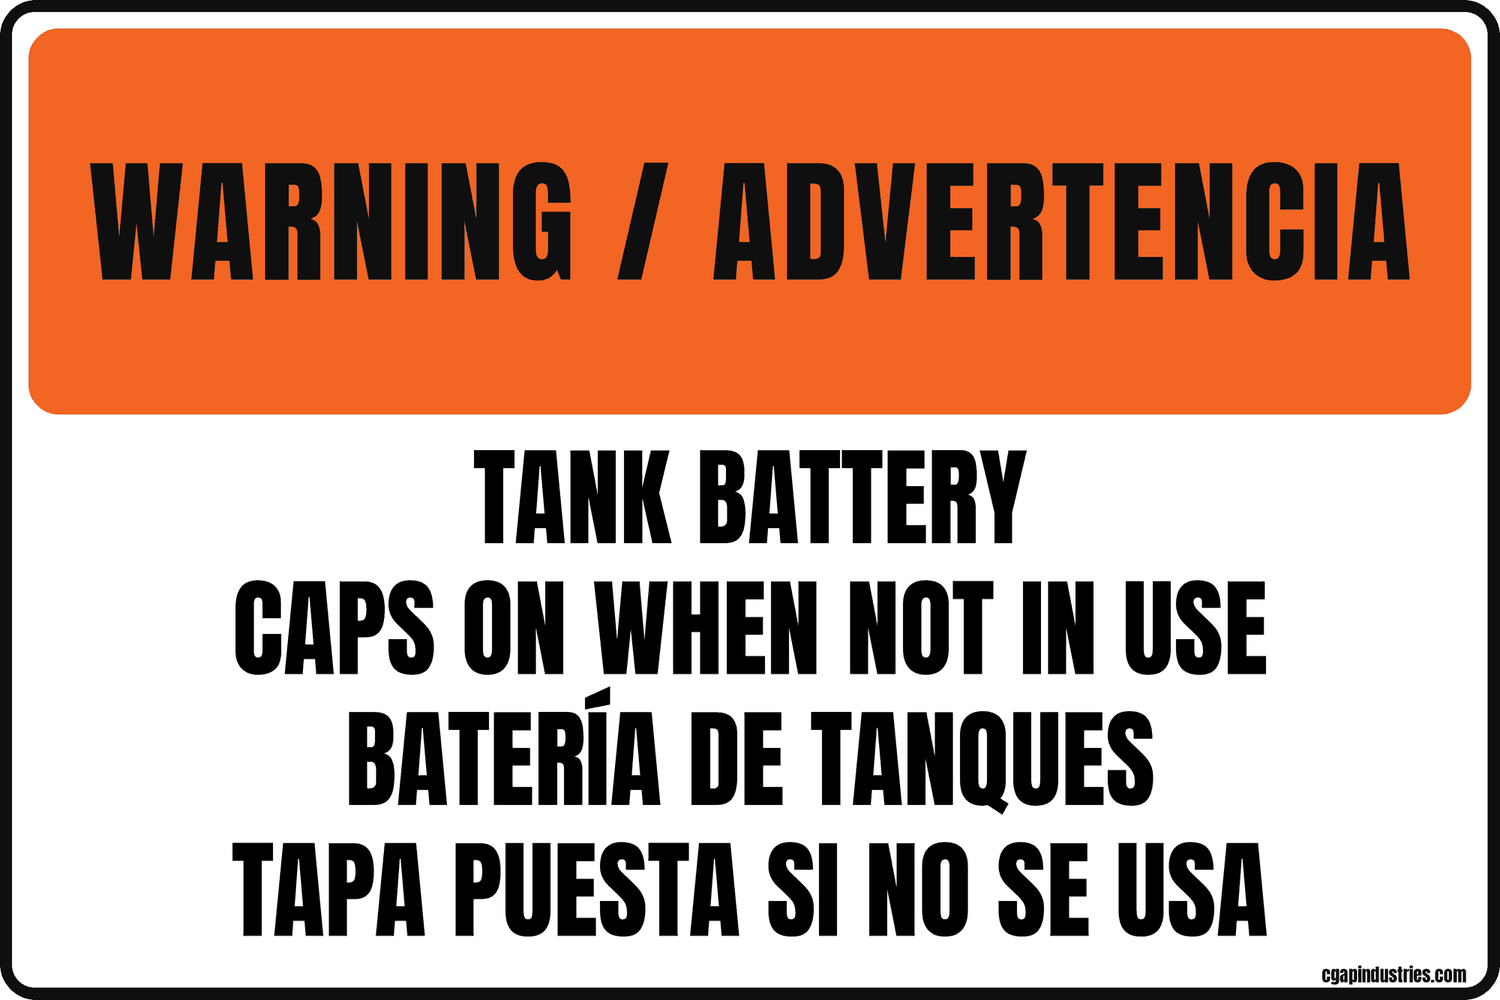 WARNING / ADVERTENCIA
TANK BATTERY
CAPS ON WHEN NOT IN USE
BATERÍA DE TANQUES
TAPA PUESTA SI NO SE USA
cgapindustries.com